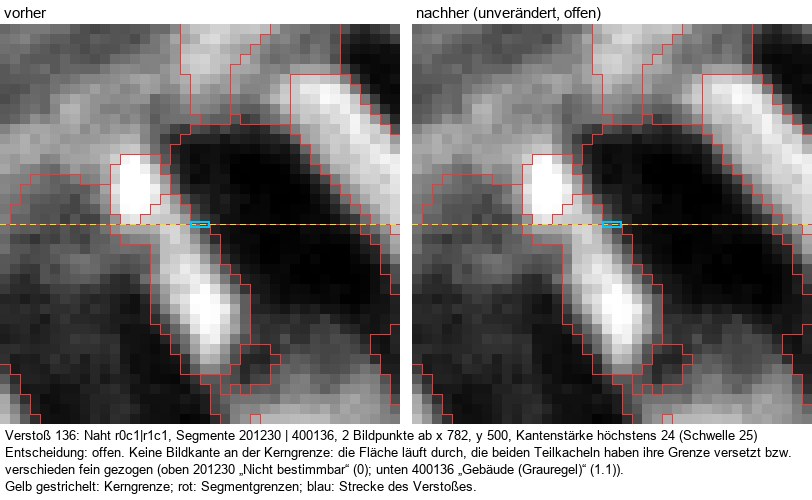 vorher
nachher (unverändert, offen)
Verstoß 136: Naht r0c1|r1c1, Segmente 201230 | 400136, 2 Bildpunkte ab x 782, y 500, Kantenstärke höchstens 24 (Schwelle 25)
Entscheidung: offen. Keine Bildkante an der Kerngrenze: die Fläche läuft durch, die beiden Teilkacheln haben ihre Grenze versetzt bzw.
verschieden fein gezogen (oben 201230 „Nicht bestimmbar“ (0); unten 400136 „Gebäude (Grauregel)“ (1.1)).
Gelb gestrichelt: Kerngrenze; rot: Segmentgrenzen; blau: Strecke des Verstoßes.